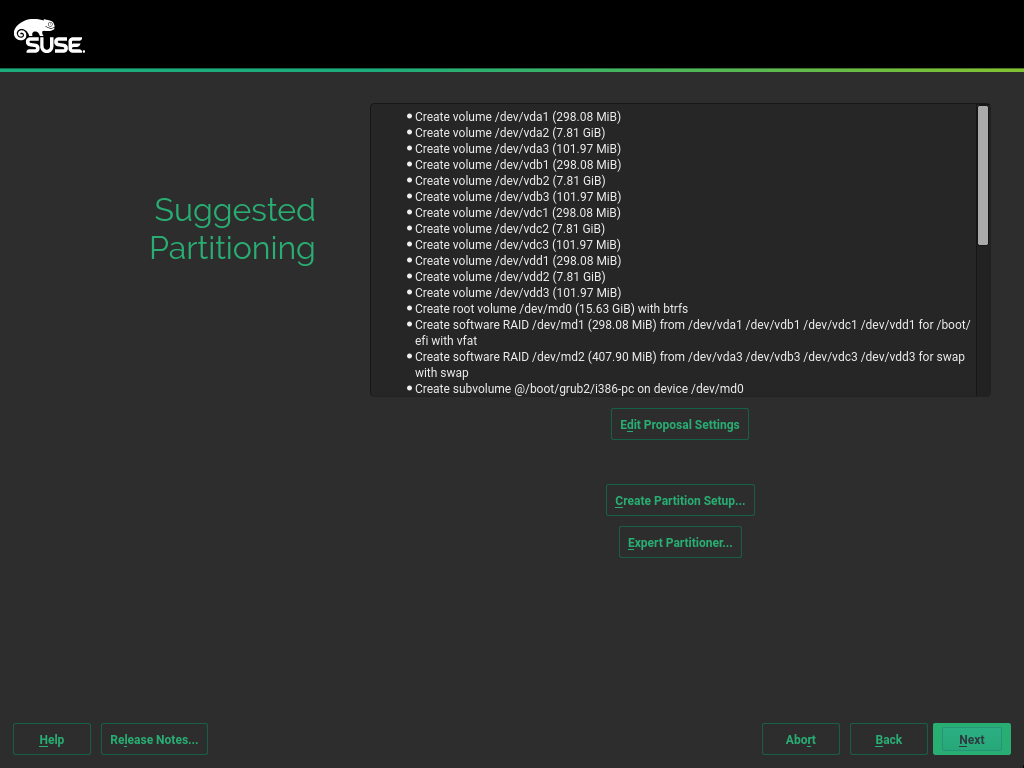 SUSE.
Suggested
Partitioning
Create volume /dev/vda1 (298.08 MiB)
Create volume /dev/vda2 (7.81 GiB)
Create volume /dev/vda3 (101.97 MiB)
Create volume /dev/vdb1 (298.08 MiB)
Create volume /dev/vdb2 (7.81 GiB)
Create volume /dev/vdb3 (101.97 MiB)
Create volume /dev/vdc1 (298.08 MiB)
Create volume /dev/vdc2 (7.81 GiB)
Create volume /dev/vdc3 (101.97 MiB)
Create volume /dev/vdd1 (298.08 MiB)
Create volume /dev/vdd2 (7.81 GiB)
Create volume /dev/vdd3 (101.97 MiB)
Create root volume /dev/md0 (15.63 GiB) with btrfs
Create software RAID /dev/md1 (298.08 MiB) from /dev/vda1 /dev/vdb1 /dev/vdc1 /dev/vdd1 for /boot/
efi with vfat
Create software RAID /dev/md2 (407.90 MiB) from /dev/vda3 /dev/vdb3 /dev/vdc3 /dev/vdd3 for swap
with swap
Create subvolume @/boot/grub2/i386-pc on device /dev/md0
Edit Proposal Settings
Create Partition Setup...
Expert Partitioner...
Help
Release Notes...
Abort
Back
Next